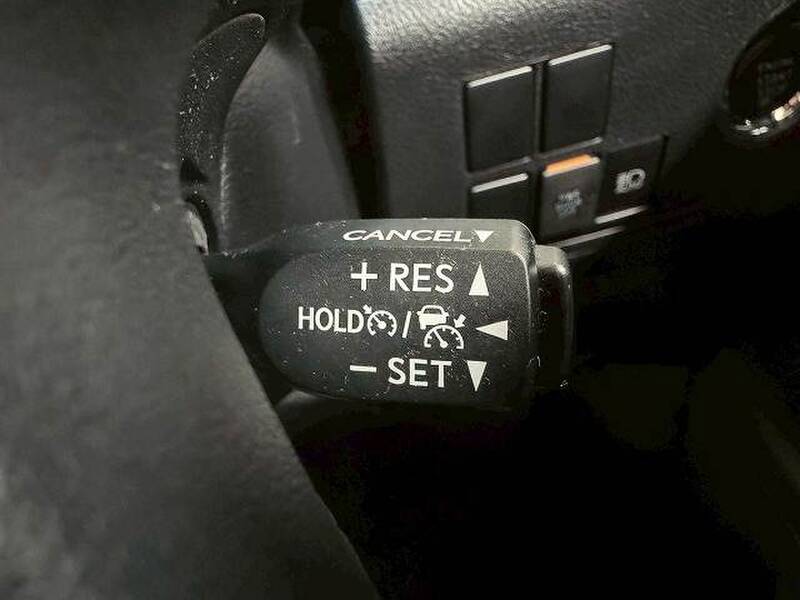 CANCEL▼
+ RES ▲
HOLD / ◀
− SET ▼